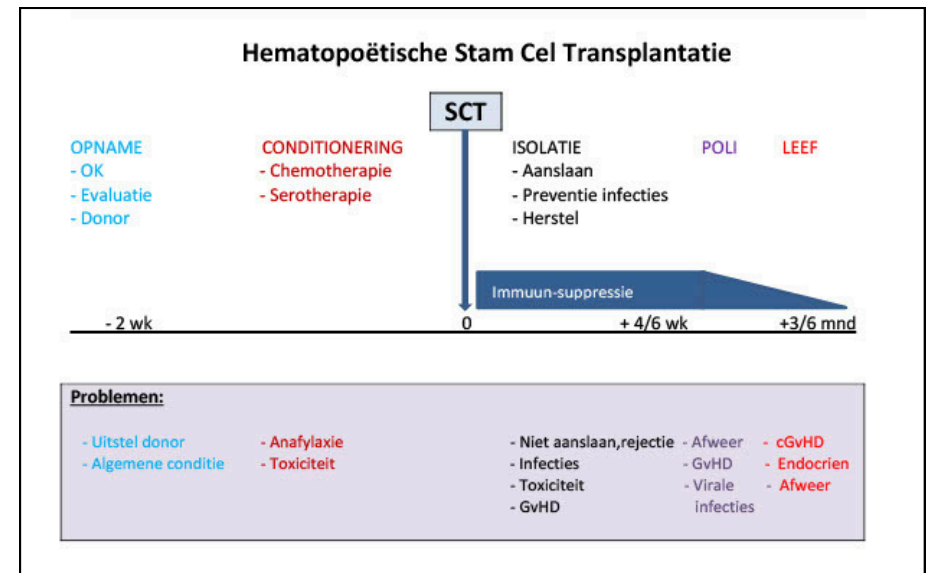 Hematopoëtische Stam Cel Transplantatie
SCT
OPNAME
- OK
- Evaluatie
- Donor
CONDITIONERING
- Chemotherapie
- Serotherapie
ISOLATIE
- Aanslaan
- Preventie infecties
- Herstel
POLI
LEEF
Immuun-suppressie
- 2 wk
0
+ 4/6 wk
+3/6 mnd
Problemen:
- Uitstel donor
- Algemene conditie
- Anafylaxie
- Toxiciteit
- Niet aanslaan,rejectie
- Infecties
- Toxiciteit
- GvHD
- Afweer
- GvHD
- Virale
infecties
- cGvHD
- Endocrien
- Afweer